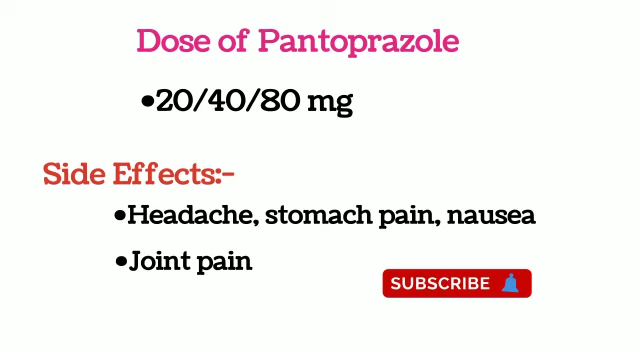 Dose of Pantoprazole
•20/40/80 mg
Side Effects:-
•Headache, stomach pain, nausea
•Joint pain
SUBSCRIBE